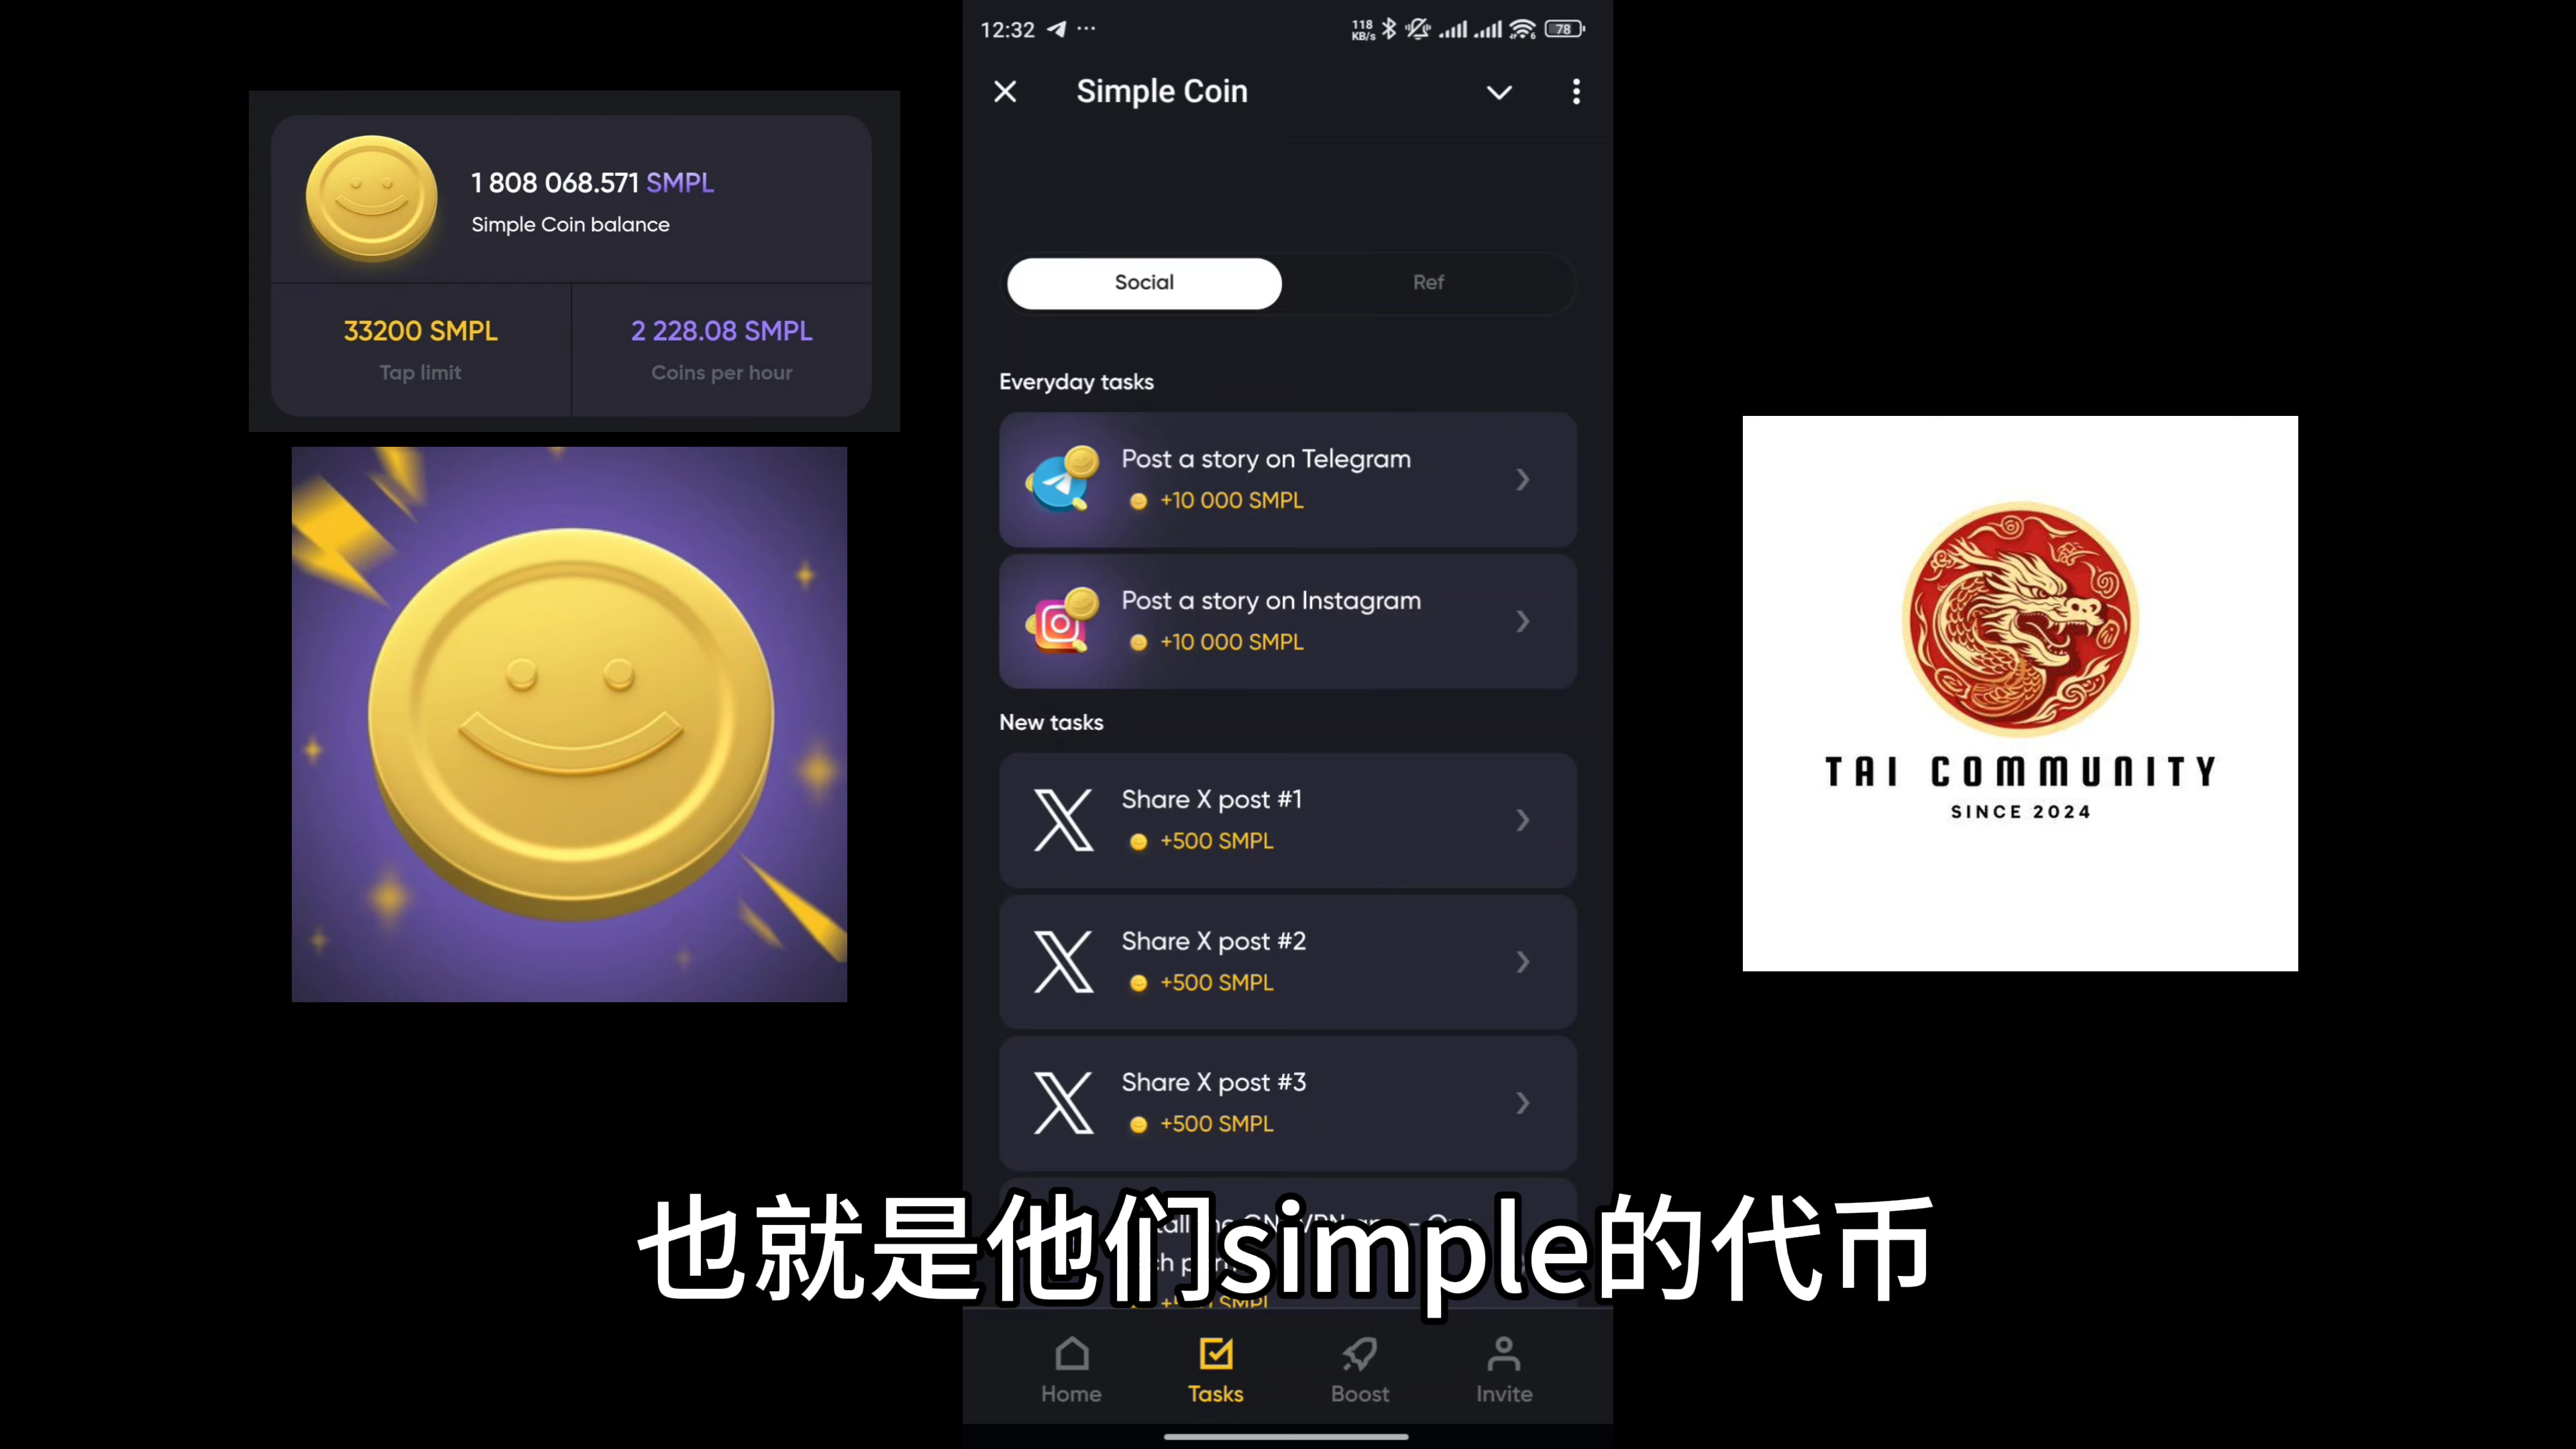 12:32
118
KB/s
78
Simple Coin
1 808 068.571 SMPL
Simple Coin balance
33200 SMPL
Tap limit
2 228.08 SMPL
Coins per hour
Social
Ref
Everyday tasks
Post a story on Telegram
+10 000 SMPL
Post a story on Instagram
+10 000 SMPL
New tasks
Share X post #1
+500 SMPL
Share X post #2
+500 SMPL
Share X post #3
+500 SMPL
TAI COMMUNITY
SINCE 2024
也就是他们simple的代币
Home
Tasks
Boost
Invite